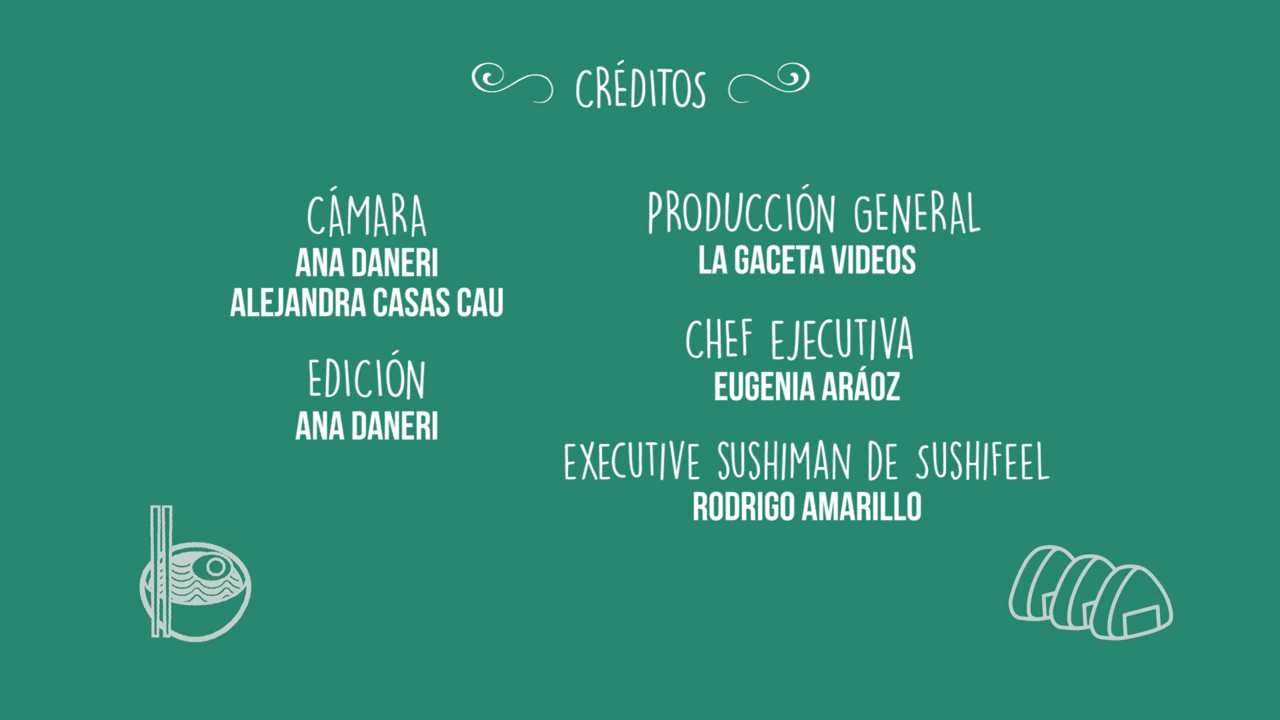 CRÉDITOS
CÁMARA
ANA DANERI
ALEJANDRA CASAS CAU
EDICIÓN
ANA DANERI
PRODUCCIÓN GENERAL
LA GACETA VIDEOS
CHEF EJECUTIVA
EUGENIA ARÁOZ
EXECUTIVE SUSHIMAN DE SUSHIFEEL
RODRIGO AMARILLO